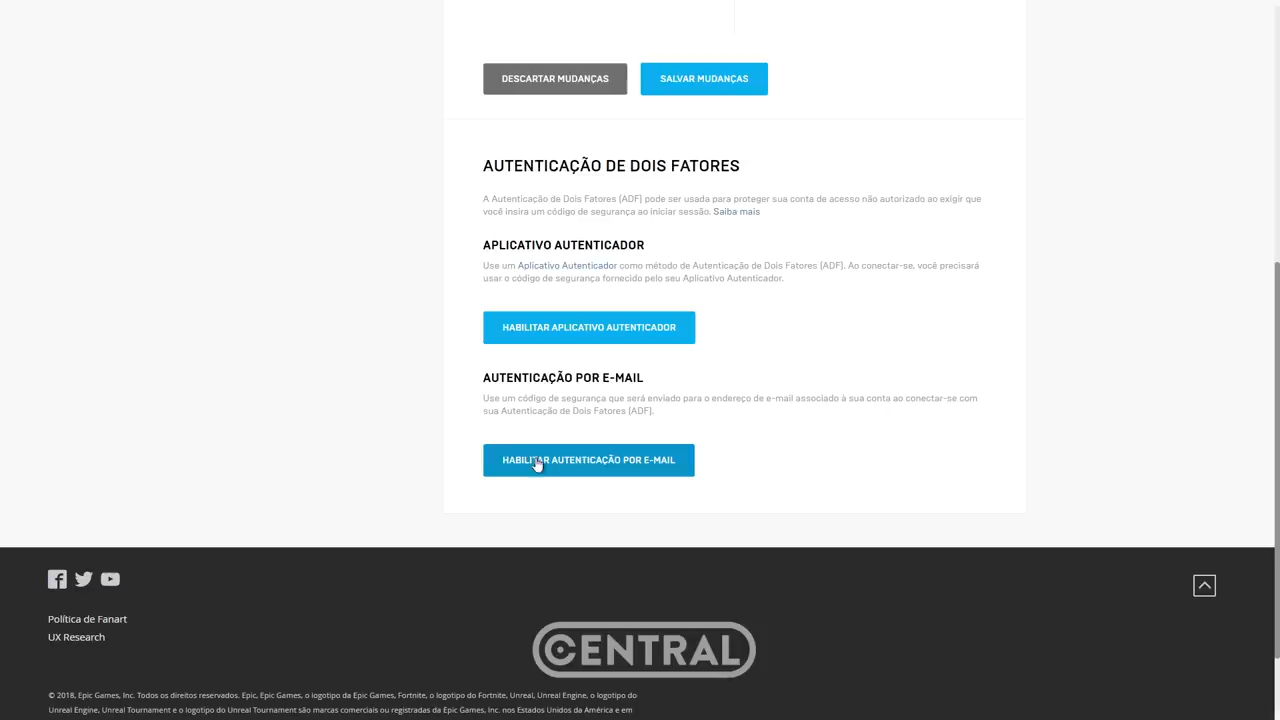 DESCARTAR MUDANÇAS
SALVAR MUDANÇAS
AUTENTICAÇÃO DE DOIS FATORES
A Autenticação de Dois Fatores (ADF) pode ser usada para proteger sua conta de acesso não autorizado ao exigir que
você insira um código de segurança ao iniciar sessão. Saiba mais
APLICATIVO AUTENTICADOR
Use um Aplicativo Autenticador como método de Autenticação de Dois Fatores (ADF). Ao conectar-se, você precisará
usar o código de segurança fornecido pelo seu Aplicativo Autenticador.
HABILITAR APLICATIVO AUTENTICADOR
AUTENTICAÇÃO POR E-MAIL
Use um código de segurança que será enviado para o endereço de e-mail associado à sua conta ao conectar-se com
sua Autenticação de Dois Fatores (ADF).
HABILITAR AUTENTICAÇÃO POR E-MAIL
Política de Fanart
UX Research
CENTRAL
© 2018, Epic Games, Inc. Todos os direitos reservados. Epic, Epic Games, o logotipo da Epic Games, Fortnite, o logotipo do Fortnite, Unreal, Unreal Engine, o logotipo do
Unreal Engine, Unreal Tournament e o logotipo do Unreal Tournament são marcas comerciais ou registradas da Epic Games, Inc. nos Estados Unidos da América e em